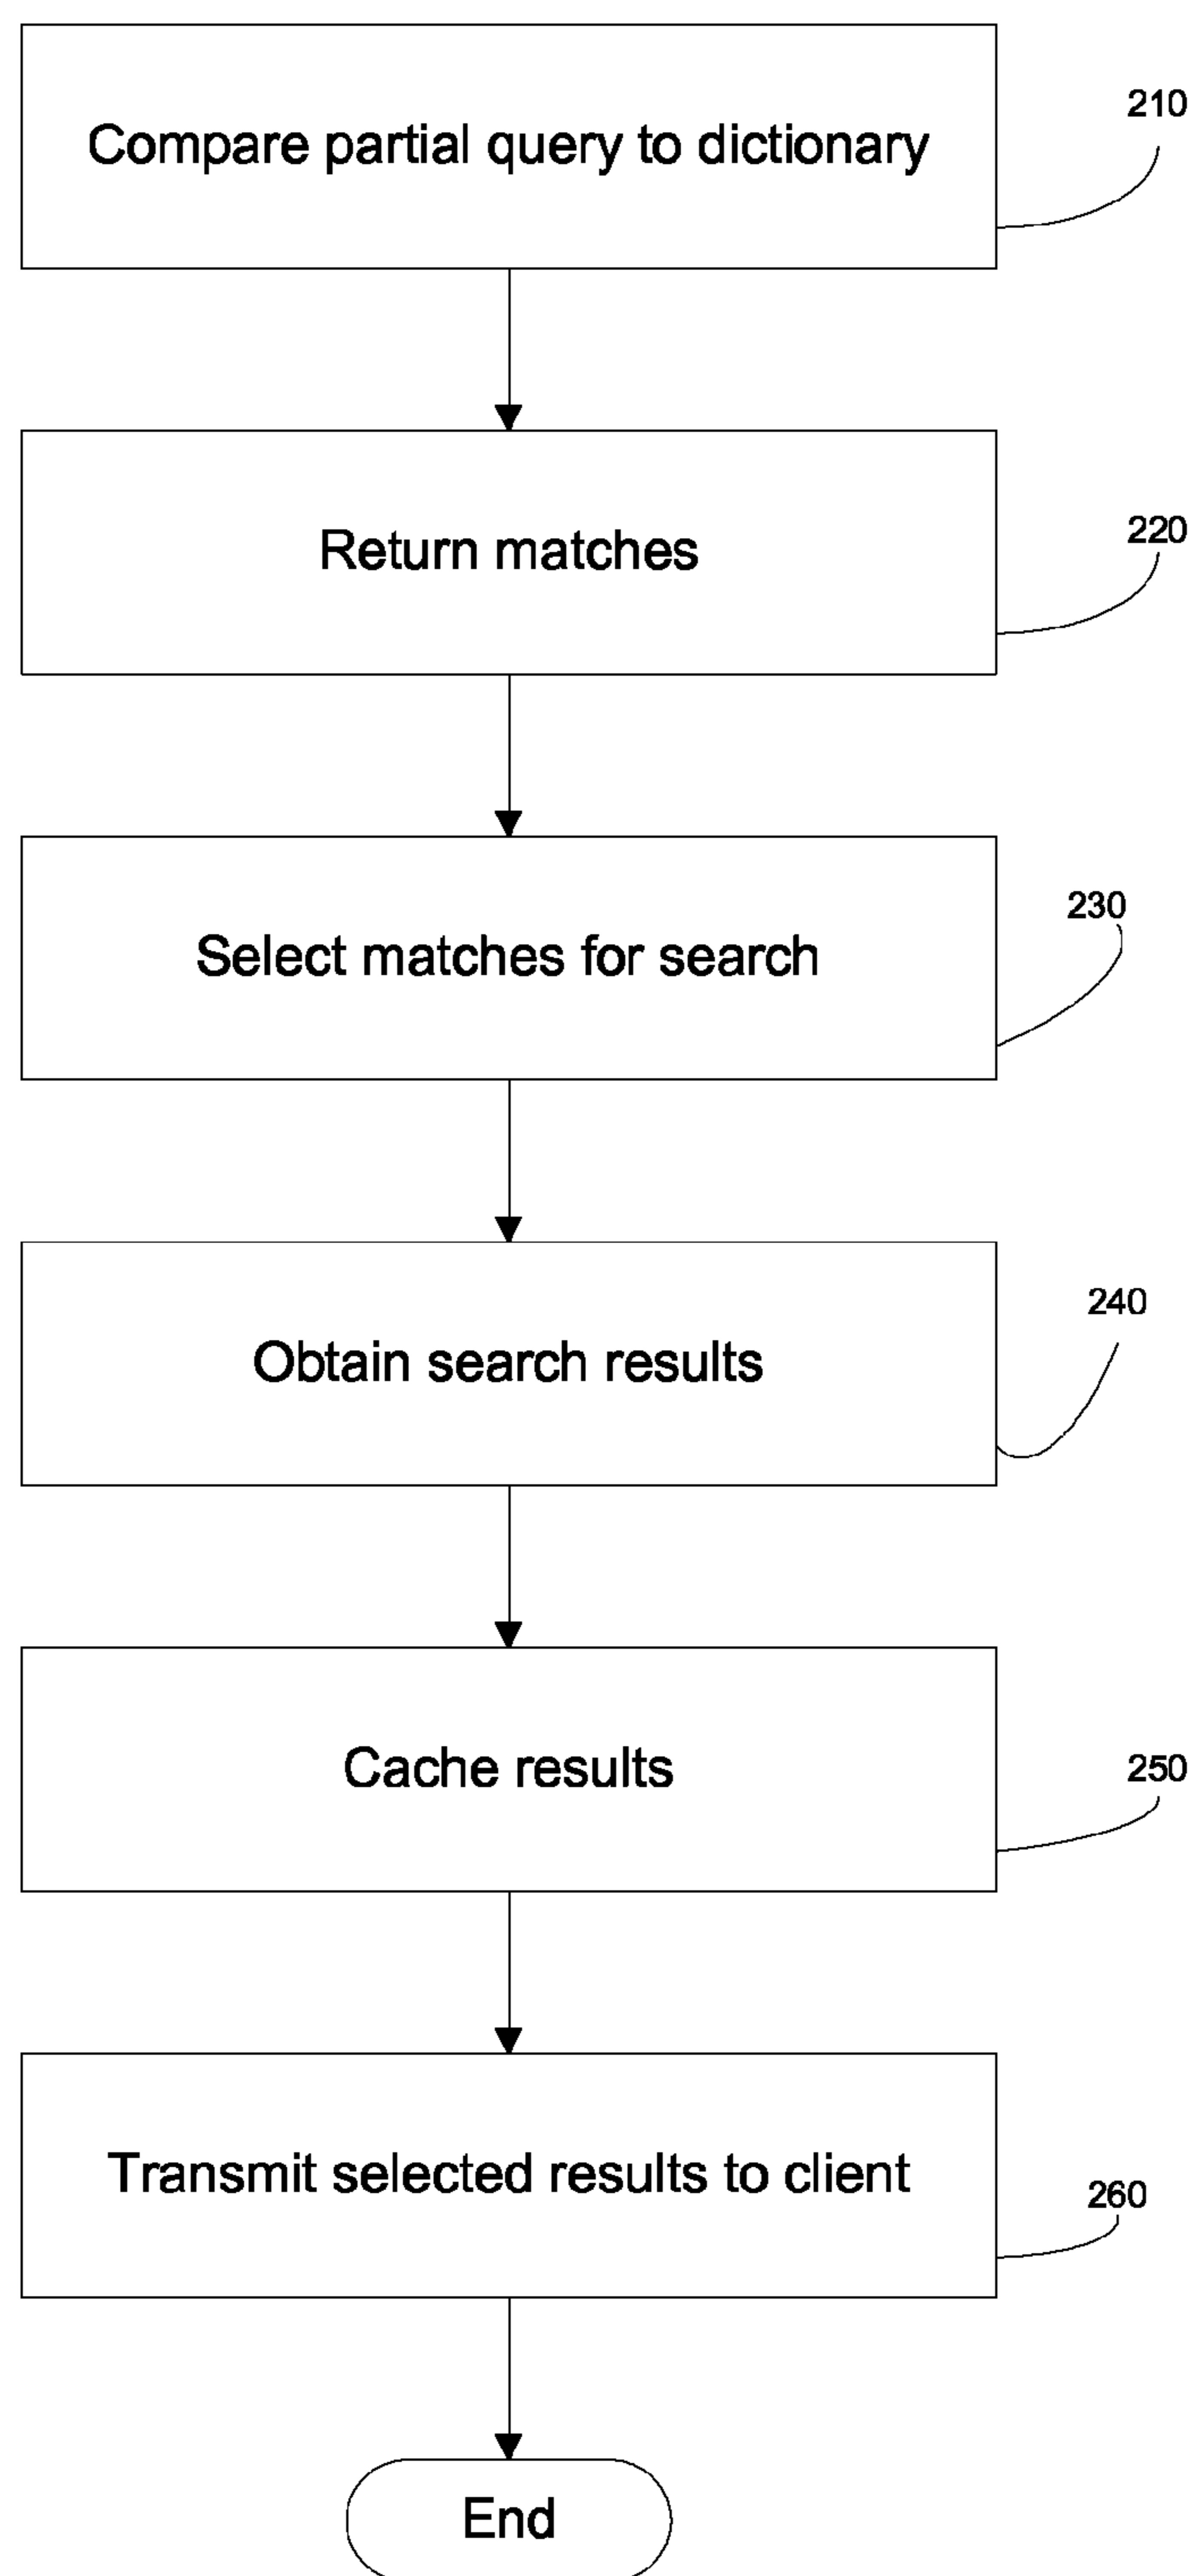 Compare partial query to dictionary
210
Return matches
220
Select matches for search
230
Obtain search results
240
Cache results
250
Transmit selected results to client
260
End